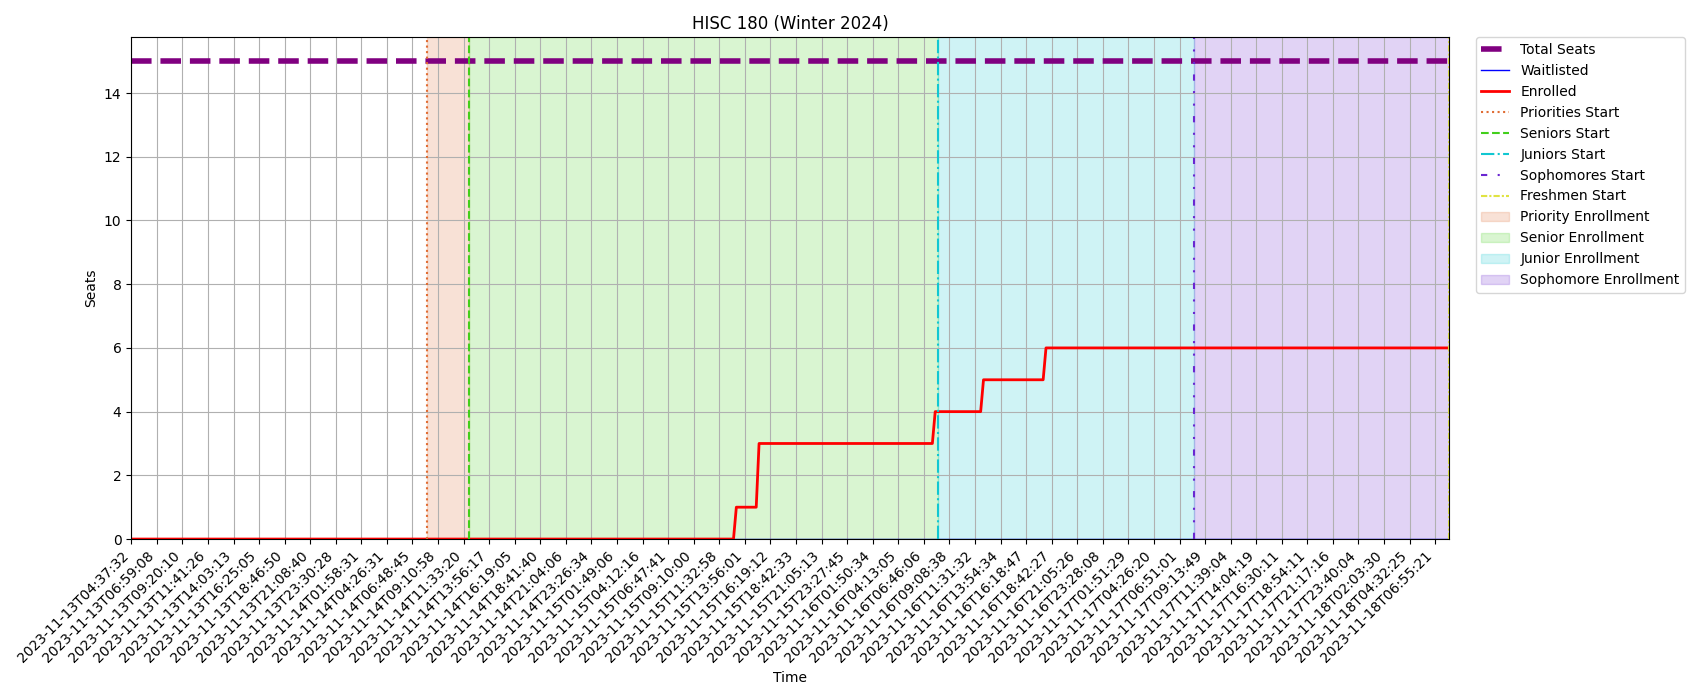 HISC 180 (Winter 2024)
Total Seats
Waitlisted
Enrolled
Priorities Start
Seniors Start
Juniors Start
Sophomores Start
Freshmen Start
Priority Enrollment
Senior Enrollment
Junior Enrollment
Sophomore Enrollment
Seats
14
12
10
8
6
4
2
0
2023-11-13T04:37:32
2023-11-13T06:59:08
2023-11-13T09:20:10
2023-11-13T11:41:26
2023-11-13T14:03:13
2023-11-13T16:25:05
2023-11-13T18:46:50
2023-11-13T21:08:40
2023-11-13T23:30:28
2023-11-14T01:58:31
2023-11-14T04:26:31
2023-11-14T06:48:45
2023-11-14T09:10:58
2023-11-14T11:33:20
2023-11-14T13:56:17
2023-11-14T16:19:05
2023-11-14T18:41:40
2023-11-14T21:04:06
2023-11-14T23:26:34
2023-11-15T01:49:06
2023-11-15T04:12:16
2023-11-15T06:47:41
2023-11-15T09:10:00
2023-11-15T11:32:58
2023-11-15T13:56:01
2023-11-15T16:19:12
2023-11-15T18:42:33
2023-11-15T21:05:13
2023-11-15T23:27:45
2023-11-16T01:50:34
2023-11-16T04:13:05
2023-11-16T06:46:06
2023-11-16T09:08:38
2023-11-16T11:31:32
2023-11-16T13:54:34
2023-11-16T16:18:47
2023-11-16T18:42:27
2023-11-16T21:05:26
2023-11-16T23:28:08
2023-11-17T01:51:29
2023-11-17T04:26:20
2023-11-17T06:51:01
2023-11-17T09:13:49
2023-11-17T11:39:04
2023-11-17T14:04:19
2023-11-17T16:30:11
2023-11-17T18:54:11
2023-11-17T21:17:16
2023-11-17T23:40:04
2023-11-18T02:03:30
2023-11-18T04:32:25
2023-11-18T06:55:21
Time